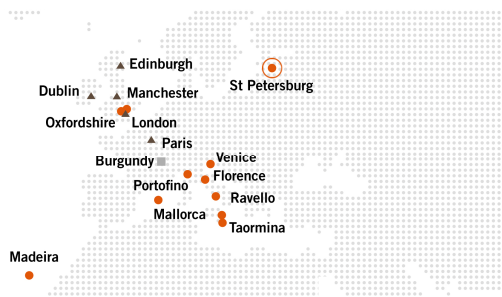 Edinburgh
St Petersburg
Dublin
Manchester
Oxfordshire
London
Paris
Burgundy
Venice
Portofino
Florence
Ravello
Mallorca
Taormina
Madeira